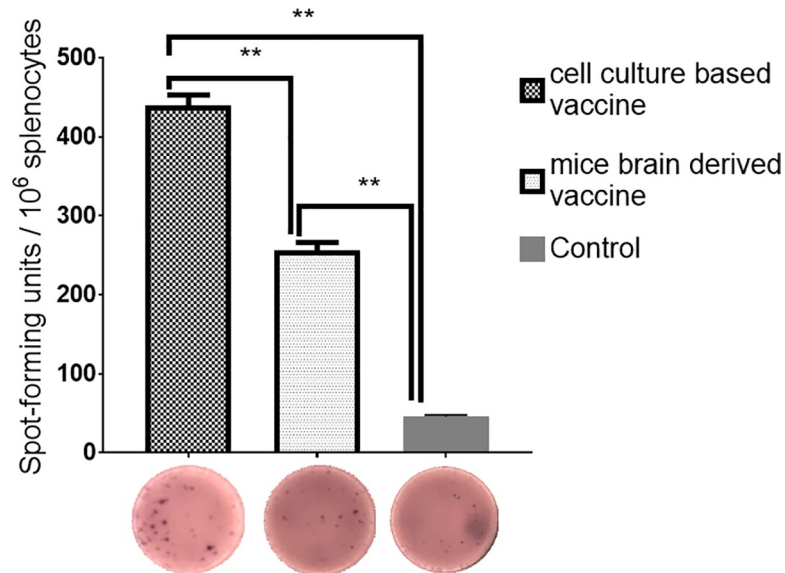 **
**
**
500
400
300
200
100
0
Spot-forming units / 10⁶ splenocytes
cell culture based
vaccine
mice brain derived
vaccine
Control